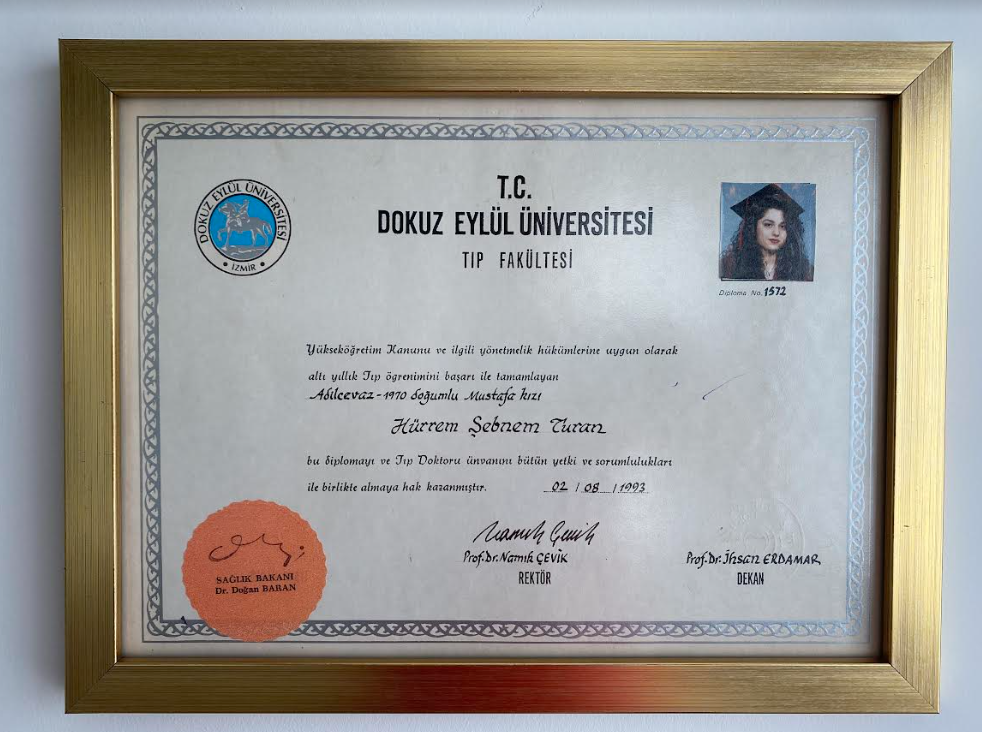 T.C.
DOKUZ EYLÜL ÜNİVERSİTESİ
TIP FAKÜLTESİ
DOKUZ EYLÜL ÜNİVERSİTESİ
• İZMİR •
Diploma No. 1572
Yükseköğretim Kanunu ve ilgili yönetmelik hükümlerine uygun olarak
altı yıllık Tıp öğrenimini başarı ile tamamlayan
Adilcevaz-1970 doğumlu Mustafa kızı
Hürrem Şebnem Turan
bu diplomayı ve Tıp Doktoru ünvanını bütün yetki ve sorumlulukları
ile birlikte almaya hak kazanmıştır. 02 / 08 / 1993
Namık Çevik
Prof.Dr.Namık ÇEVİK
REKTÖR
Prof.Dr.İhsan ERDAMAR
DEKAN
SAĞLIK BAKANI
Dr. Doğan BARAN